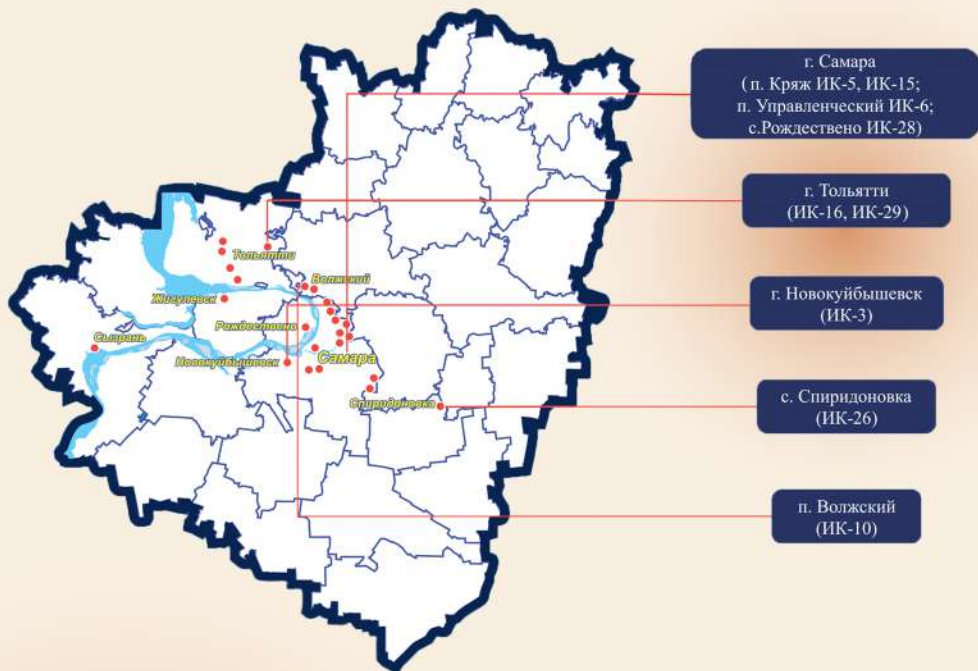 г. Самара
( п. Кряж ИК-5, ИК-15;
п. Управленческий ИК-6;
с.Рождествено ИК-28)
г. Тольятти
(ИК-16, ИК-29)
г. Новокуйбышевск
(ИК-3)
с. Спиридоновка
(ИК-26)
п. Волжский
(ИК-10)
Тольятти
Волжский
Жигулевск
Рождествено
Сызрань
Самара
Новокуйбышевск
Спиридоновка